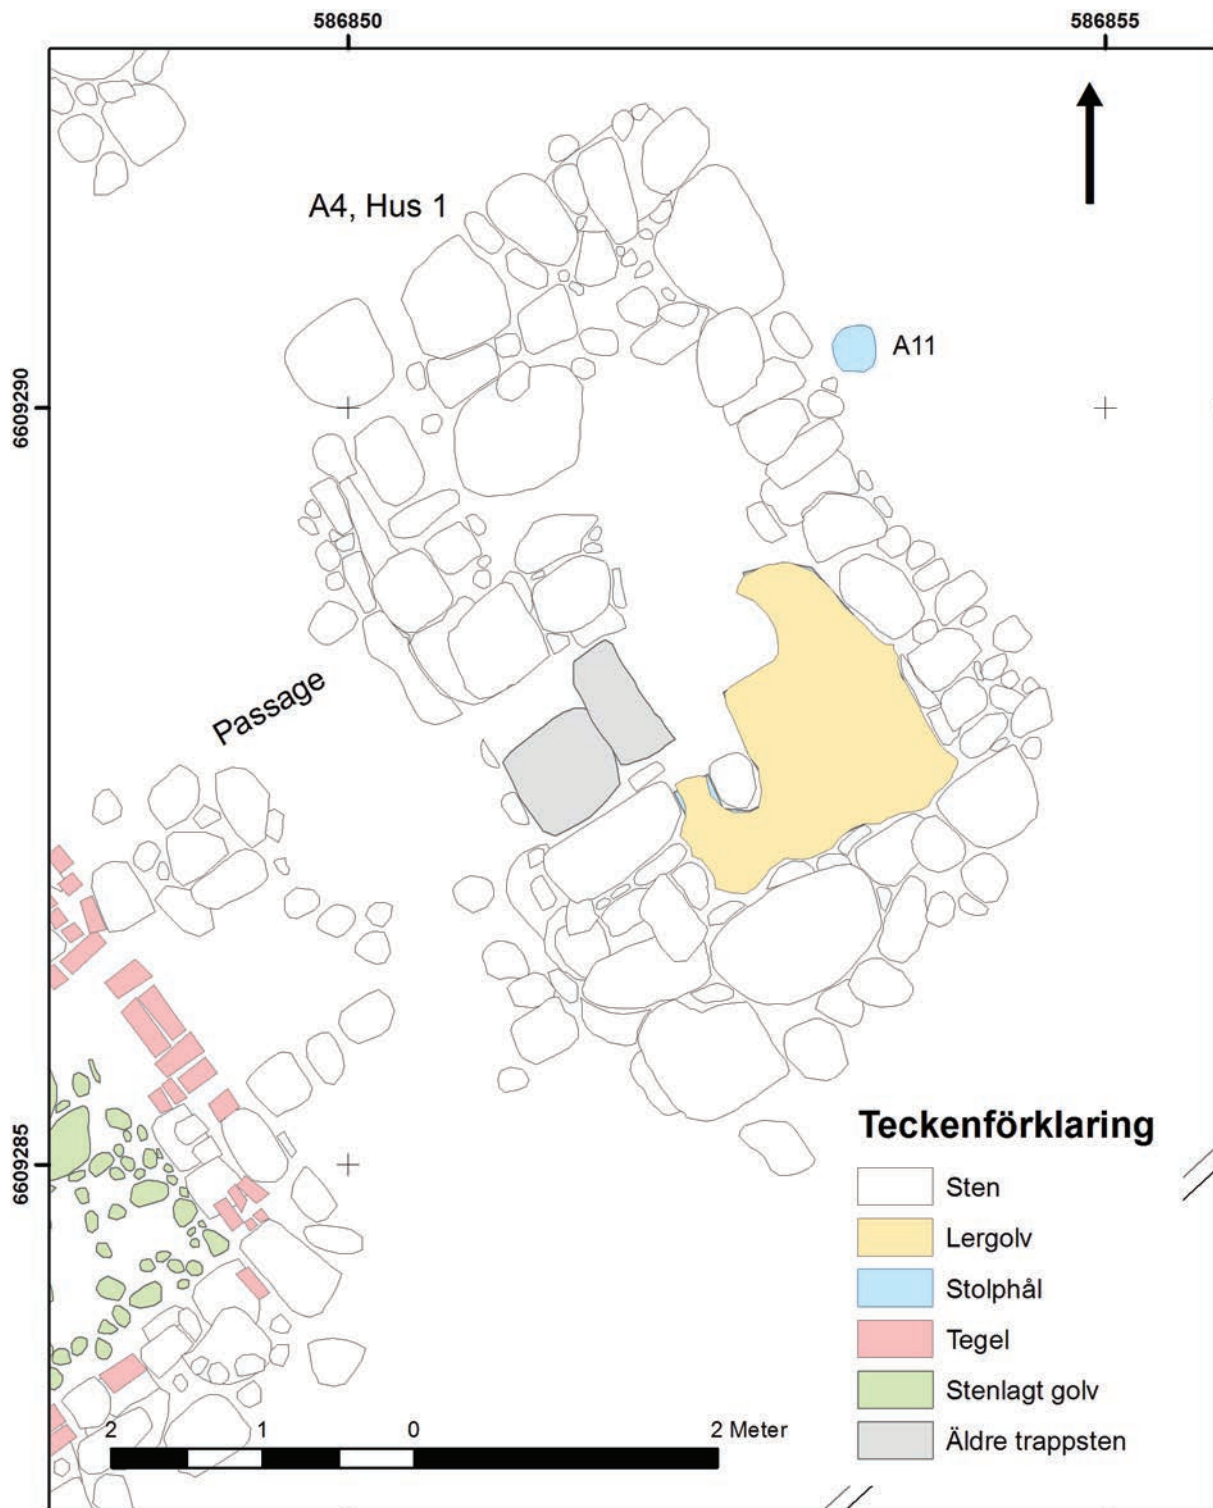 586850
586855
A4, Hus 1
A11
6609290
Passage
6609285
Teckenförklaring
Sten
Lergolv
Stolphål
Tegel
Stenlagt golv
Äldre trappsten
2 1 0 2 Meter